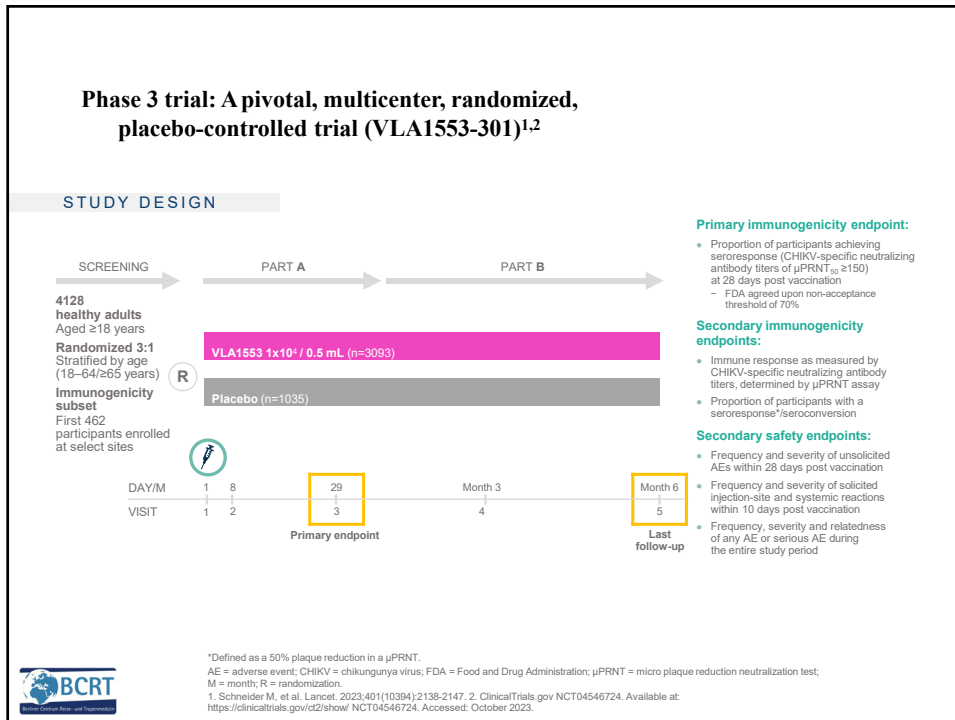 Phase 3 trial: A pivotal, multicenter, randomized,
placebo-controlled trial (VLA1553-301)1,2
STUDY DESIGN
SCREENING
PART A
PART B
4128
healthy adults
Aged ≥18 years
Randomized 3:1
Stratified by age
(18–64/≥65 years)
Immunogenicity
subset
First 462
participants enrolled
at select sites
R
VLA1553 1x10⁴ / 0.5 mL (n=3093)
Placebo (n=1035)
DAY/M 1 8 29 Month 3 Month 6
VISIT 1 2 3 4 5
Primary endpoint
Last
follow-up
Primary immunogenicity endpoint:
Proportion of participants achieving
seroresponse (CHIKV-specific neutralizing
antibody titers of µPRNT₅₀ ≥150)
at 28 days post vaccination
− FDA agreed upon non-acceptance
threshold of 70%
Secondary immunogenicity
endpoints:
Immune response as measured by
CHIKV-specific neutralizing antibody
titers, determined by µPRNT assay
Proportion of participants with a
seroresponse*/seroconversion
Secondary safety endpoints:
Frequency and severity of unsolicited
AEs within 28 days post vaccination
Frequency and severity of solicited
injection-site and systemic reactions
within 10 days post vaccination
Frequency, severity and relatedness
of any AE or serious AE during
the entire study period
*Defined as a 50% plaque reduction in a µPRNT.
AE = adverse event; CHIKV = chikungunya virus; FDA = Food and Drug Administration; µPRNT = micro plaque reduction neutralization test;
M = month; R = randomization.
1. Schneider M, et al. Lancet. 2023;401(10394):2138-2147. 2. ClinicalTrials.gov NCT04546724. Available at:
https://clinicaltrials.gov/ct2/show/ NCT04546724. Accessed: October 2023.
BCRT
Berliner Centrum Reise- und Tropenmedizin